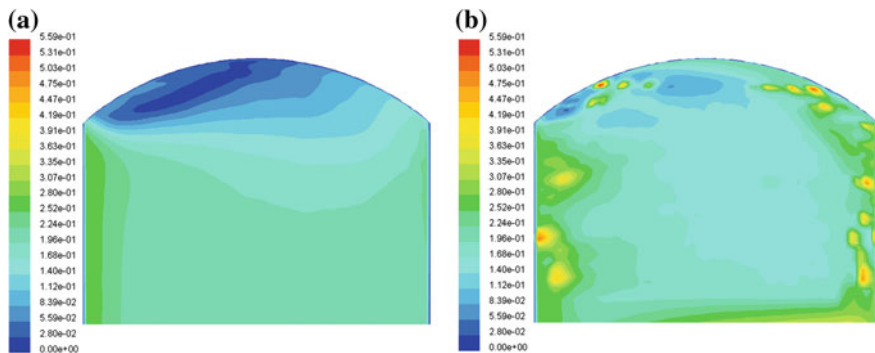 (a)
5.59e-01
5.31e-01
5.03e-01
4.75e-01
4.47e-01
4.19e-01
3.91e-01
3.63e-01
3.35e-01
3.07e-01
2.80e-01
2.52e-01
2.24e-01
1.96e-01
1.68e-01
1.40e-01
1.12e-01
8.39e-02
5.59e-02
2.80e-02
0.00e+00
(b)
5.59e-01
5.31e-01
5.03e-01
4.75e-01
4.47e-01
4.19e-01
3.91e-01
3.63e-01
3.35e-01
3.07e-01
2.80e-01
2.52e-01
2.24e-01
1.96e-01
1.68e-01
1.40e-01
1.12e-01
8.39e-02
5.59e-02
2.80e-02
0.00e+00